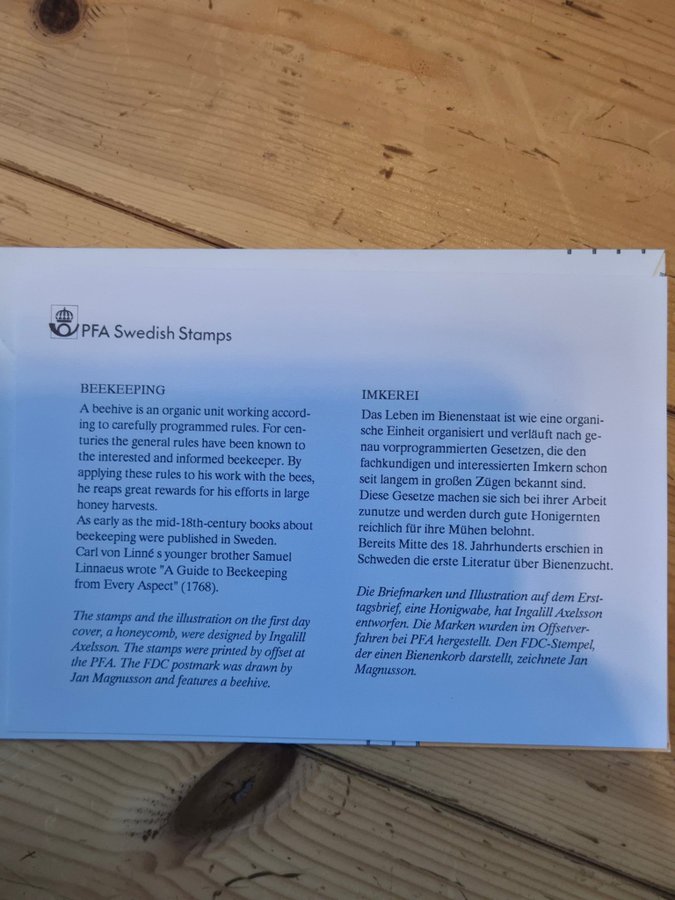 PFA Swedish Stamps
BEEKEEPING
A beehive is an organic unit working accord-
ing to carefully programmed rules. For cen-
turies the general rules have been known to
the interested and informed beekeeper. By
applying these rules to his work with the bees,
he reaps great rewards for his efforts in large
honey harvests.
As early as the mid-18th-century books about
beekeeping were published in Sweden.
Carl von Linné s younger brother Samuel
Linnaeus wrote "A Guide to Beekeeping
from Every Aspect" (1768).
The stamps and the illustration on the first day
cover, a honeycomb, were designed by Ingalill
Axelsson. The stamps were printed by offset at
the PFA. The FDC postmark was drawn by
Jan Magnusson and features a beehive.
IMKEREI
Das Leben im Bienenstaat ist wie eine organi-
sche Einheit organisiert und verläuft nach ge-
nau vorprogrammierten Gesetzen, die den
fachkundigen und interessierten Imkern schon
seit langem in großen Zügen bekannt sind.
Diese Gesetze machen sie sich bei ihrer Arbeit
zunutze und werden durch gute Honigernten
reichlich für ihre Mühen belohnt.
Bereits Mitte des 18. Jahrhunderts erschien in
Schweden die erste Literatur über Bienenzucht.
Die Briefmarken und Illustration auf dem Erst-
tagsbrief, eine Honigwabe, hat Ingalill Axelsson
entworfen. Die Marken wurden im Offsetver-
fahren bei PFA hergestellt. Den FDC-Stempel,
der einen Bienenkorb darstellt, zeichnete Jan
Magnusson.